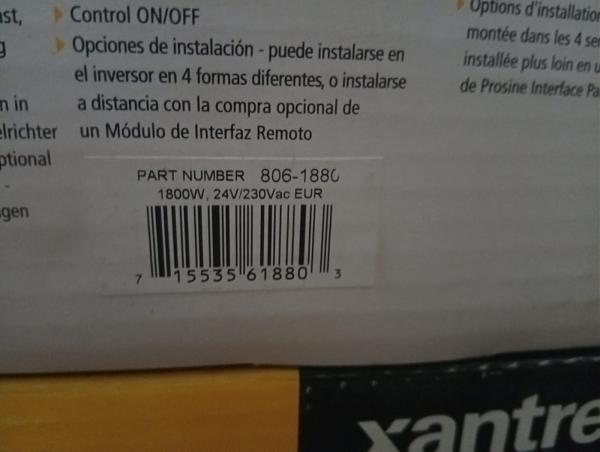 ast,
g
n in
elrichter
ptional
-
gen
Control ON/OFF
Opciones de instalación - puede instalarse en
el inversor en 4 formas diferentes, o instalarse
a distancia con la compra opcional de
un Módulo de Interfaz Remoto
Options d'installation
montée dans les 4 se
installée plus loin en u
de Prosine Interface Pa
PART NUMBER 806-1880
1800W, 24V/230Vac EUR
7 15535 61880 3
xantre